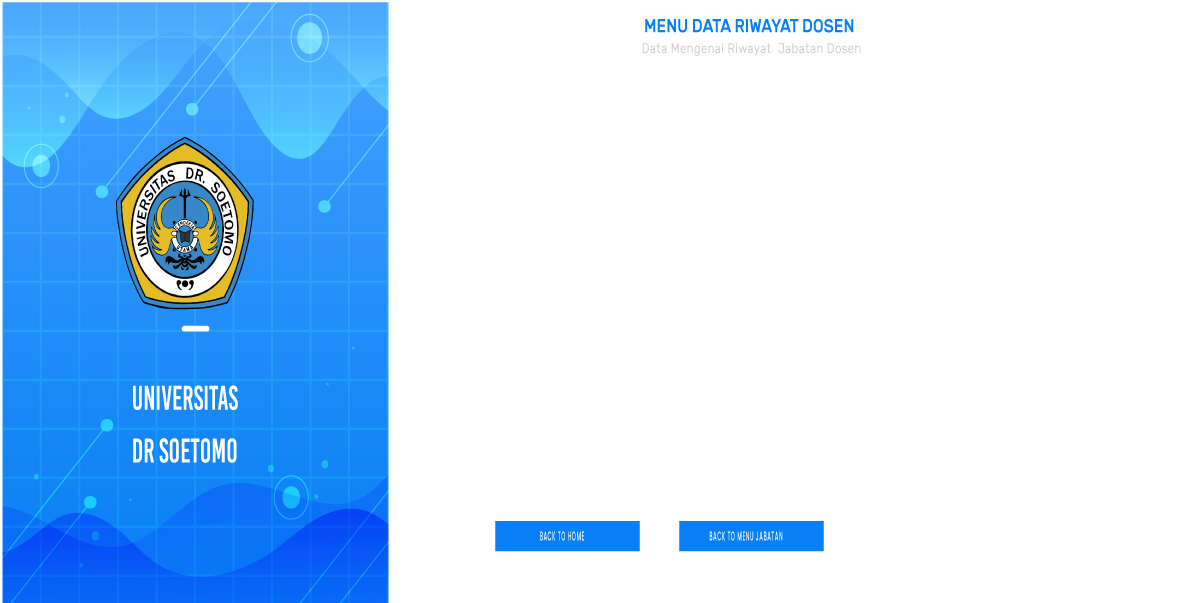 UNIVERSITAS DR. SOETOMO
UNIVERSITAS
DR SOETOMO
MENU DATA RIWAYAT DOSEN
Data Mengenai Riwayat Jabatan Dosen
BACK TO HOME
BACK TO MENU JABATAN